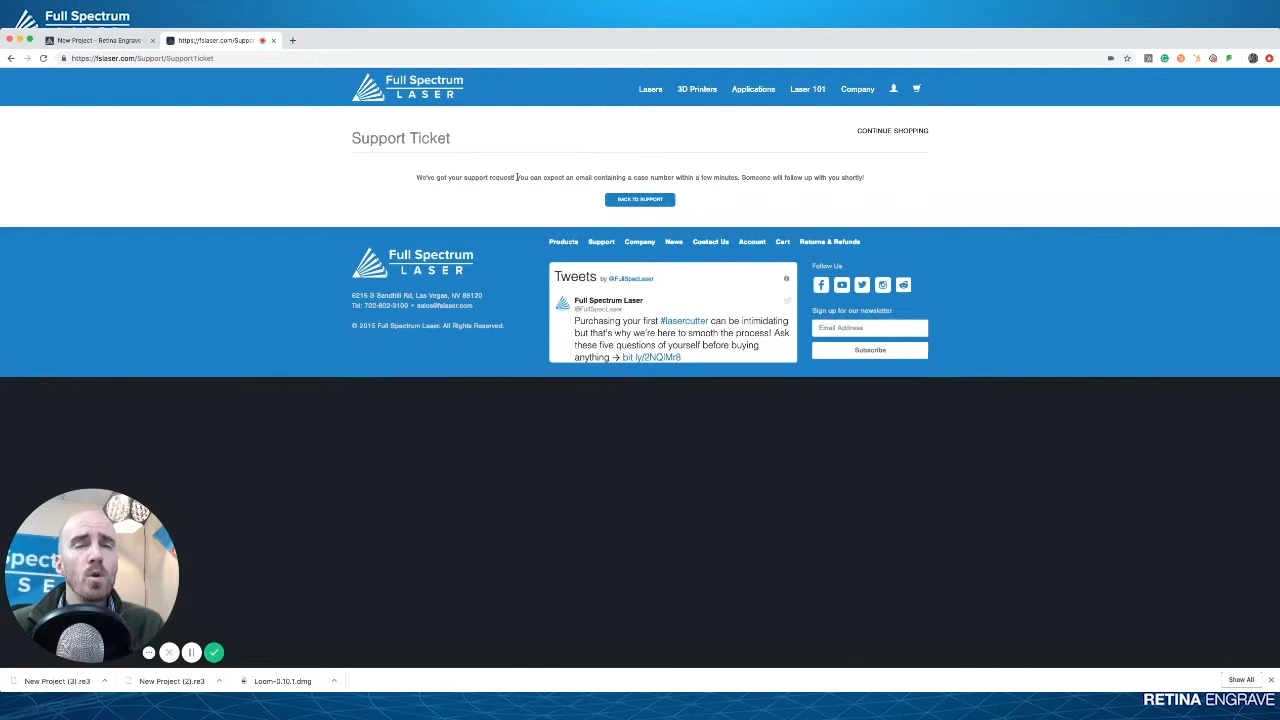 Full Spectrum
New Project - Retina Engrave
https://fslaser.com/Suppo
https://fslaser.com/Support/SupportTicket
Full Spectrum
LASER
Lasers
3D Printers
Applications
Laser 101
Company
Support Ticket
CONTINUE SHOPPING
We've got your support request! You can expect an email containing a case number within a few minutes. Someone will follow up with you shortly!
BACK TO SUPPORT
Products
Support
Company
News
Contact Us
Account
Cart
Returns & Refunds
Full Spectrum
LASER
6216 S Sandhill Rd, Las Vegas, NV 89120
Tel: 702-802-3100 • sales@fslaser.com
© 2015 Full Spectrum Laser. All Rights Reserved.
Tweets by @FullSpecLaser
Full Spectrum Laser
@FullSpecLaser
Purchasing your first #lasercutter can be intimidating
but that's why we're here to smooth the process! Ask
these five questions of yourself before buying
anything → bit.ly/2NQIMr8
Follow Us
Sign up for our newsletter
Email Address
Subscribe
Spect
S E
New Project (3).re3
New Project (2).re3
Loom-0.10.1.dmg
Show All
RETINA ENGRAVE